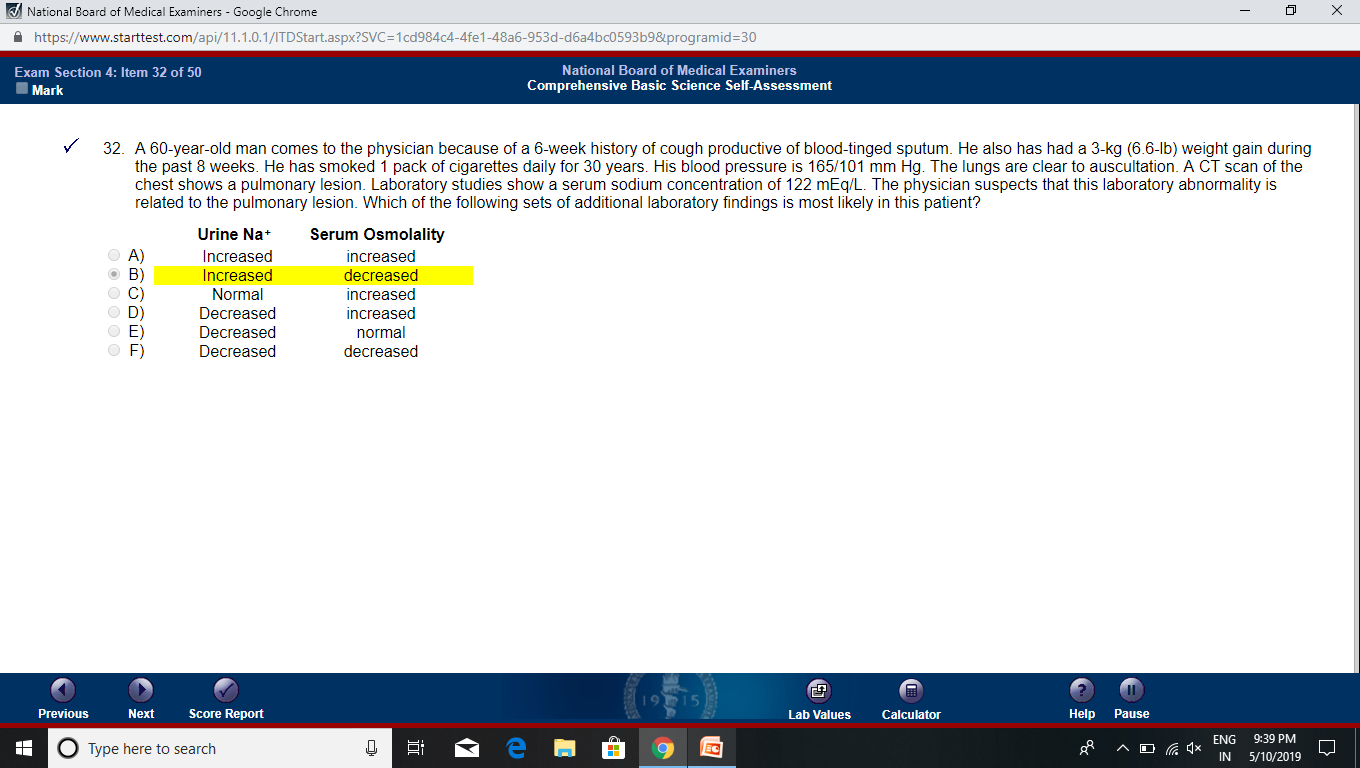 National Board of Medical Examiners - Google Chrome
https://www.starttest.com/api/11.1.0.1/ITDStart.aspx?SVC=1cd984c4-4fe1-48a6-953d-d6a4bc0593b9&programid=30
Exam Section 4: Item 32 of 50
National Board of Medical Examiners
Mark
Comprehensive Basic Science Self-Assessment
32. A 60-year-old man comes to the physician because of a 6-week history of cough productive of blood-tinged sputum. He also has had a 3-kg (6.6-lb) weight gain during
the past 8 weeks. He has smoked 1 pack of cigarettes daily for 30 years. His blood pressure is 165/101 mm Hg. The lungs are clear to auscultation. A CT scan of the
chest shows a pulmonary lesion. Laboratory studies show a serum sodium concentration of 122 mEq/L. The physician suspects that this laboratory abnormality is
related to the pulmonary lesion. Which of the following sets of additional laboratory findings is most likely in this patient?
Urine Na+ Serum Osmolality
A) Increased increased
B) Increased decreased
C) Normal increased
D) Decreased increased
E) Decreased normal
F) Decreased decreased
1915
Previous Next Score Report Lab Values Calculator Help Pause
Type here to search
ENG 9:39 PM
IN 5/10/2019